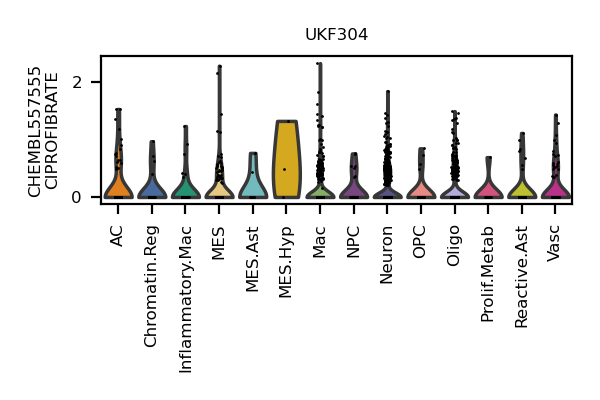 UKF304
CHEMBL557555
CIPROFIBRATE
2
0
AC
Chromatin.Reg
Inflammatory.Mac
MES
MES.Ast
MES.Hyp
Mac
NPC
Neuron
OPC
Oligo
Prolif.Metab
Reactive.Ast
Vasc